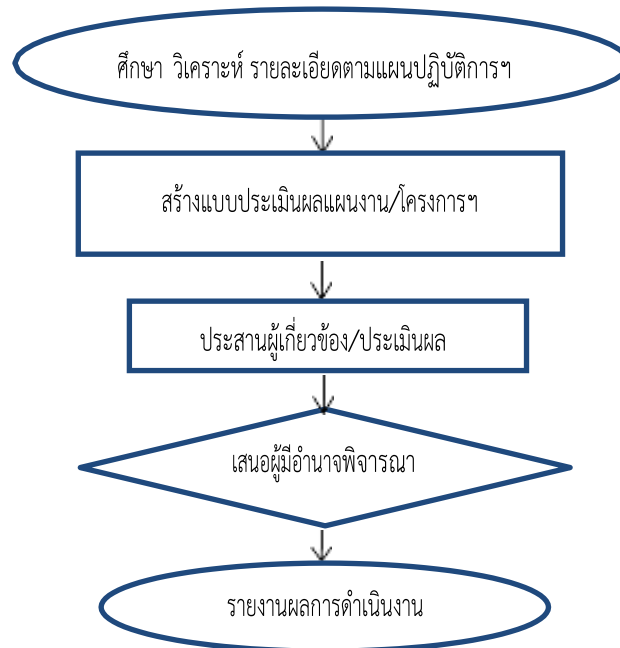 ศึกษา วิเคราะห์ รายละเอียดตามแผนปฏิบัติการฯ
สร้างแบบประเมินผลแผนงาน/โครงการฯ
ประสานผู้เกี่ยวข้อง/ประเมินผล
เสนอผู้มีอำนาจพิจารณา
รายงานผลการดำเนินงาน